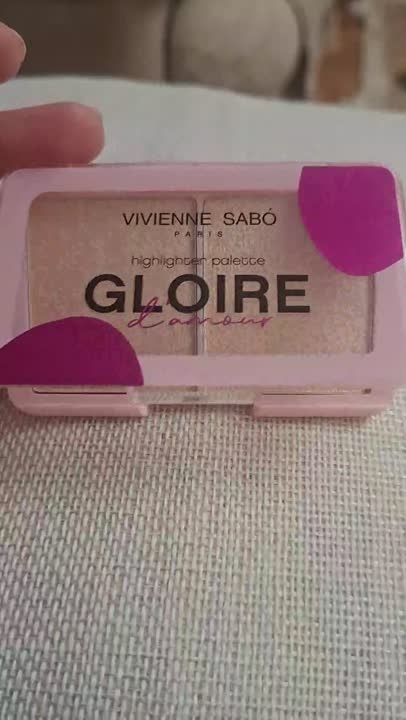 VIVIENNE SABÓ
PARIS
highlighter palette
GLOIRE
d'amour